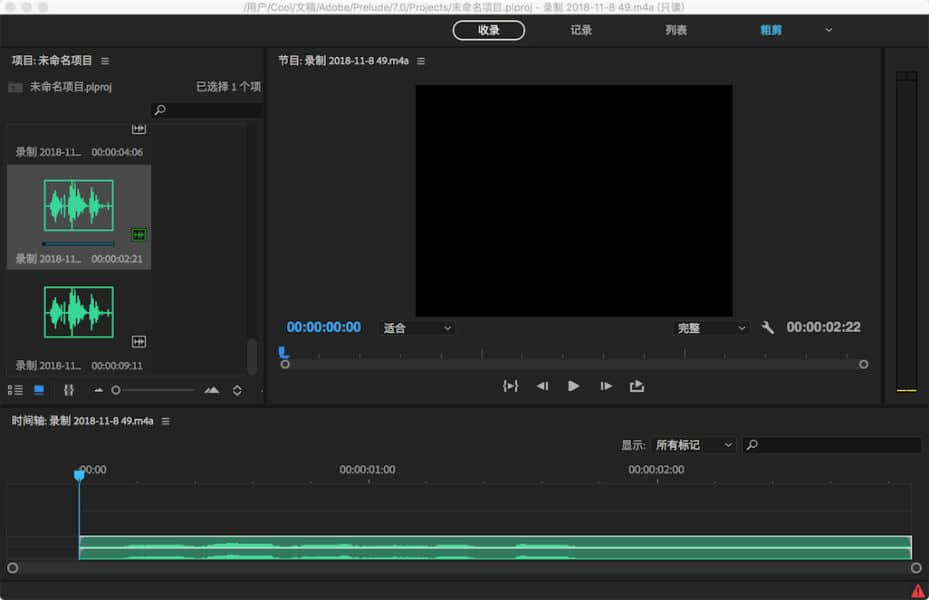 /用户/Cool/文稿/Adobe/Prelude/7.0/Projects/未命名项目.plproj - 录制 2018-11-8 49.m4a (只读)
收录 记录 列表 粗剪
项目: 未命名项目
未命名项目.plproj 已选择 1 个项
录制 2018-11... 00:00:04:06
录制 2018-11... 00:00:02:21
录制 2018-11... 00:00:09:11
节目: 录制 2018-11-8 49.m4a
00:00:00:00 适合 完整 00:00:02:22
时间轴: 录制 2018-11-8 49.m4a
显示: 所有标记
00:00 00:00:01:00 00:00:02:00